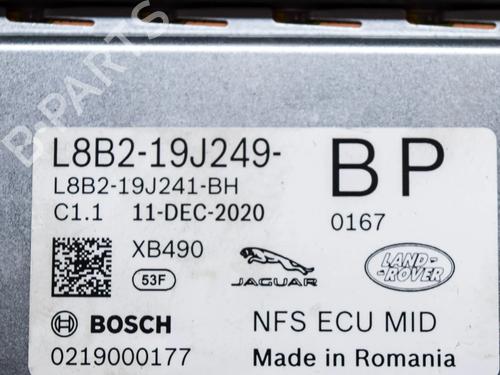 B-PARTS
L8B2-19J249- BP
L8B2-19J241-BH
C1.1 11-DEC-2020 0167
XB490
53F
JAGUAR
LAND-
ROVER
BOSCH NFS ECU MID
0219000177 Made in Romania